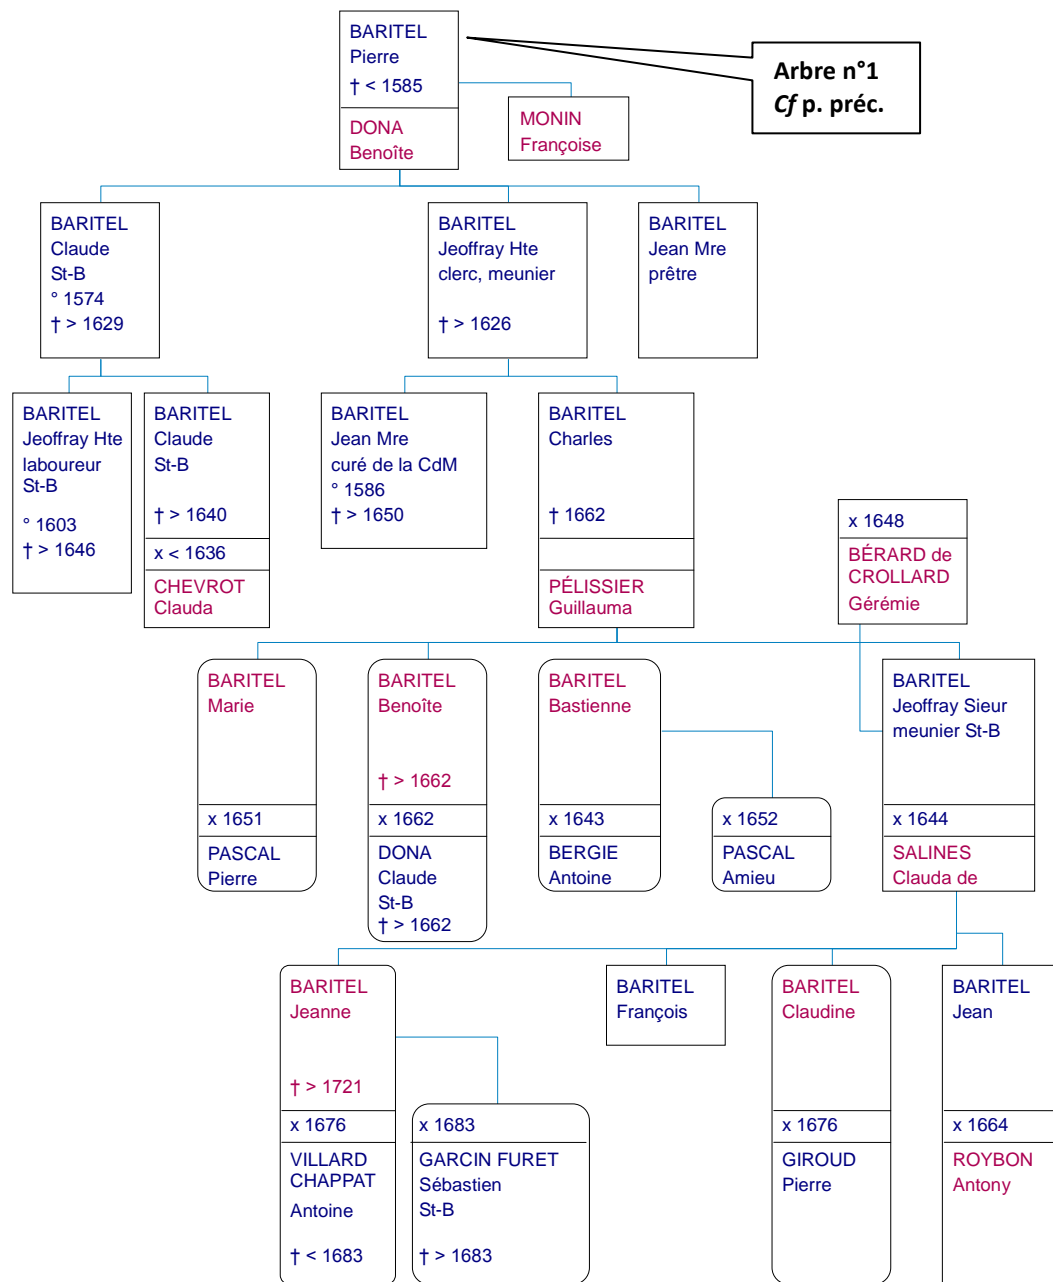 BARITEL
Pierre
† < 1585
DONA
Benoîte
MONIN
Françoise
Arbre n°1
Cf p. préc.
BARITEL
Claude
St-B
° 1574
† > 1629
BARITEL
Jeoffray Hte
clerc, meunier
† > 1626
BARITEL
Jean Mre
prêtre
BARITEL
Jeoffray Hte
laboureur
St-B
° 1603
† > 1646
BARITEL
Claude
St-B
† > 1640
x < 1636
CHEVROT
Clauda
BARITEL
Jean Mre
curé de la CdM
° 1586
† > 1650
BARITEL
Charles
† 1662
PÉLISSIER
Guillauma
x 1648
BÉRARD de
CROLLARD
Gérémie
BARITEL
Marie
x 1651
PASCAL
Pierre
BARITEL
Benoîte
† > 1662
x 1662
DONA
Claude
St-B
† > 1662
BARITEL
Bastienne
x 1643
BERGIE
Antoine
x 1652
PASCAL
Amieu
BARITEL
Jeoffray Sieur
meunier St-B
x 1644
SALINES
Clauda de
BARITEL
Jeanne
† > 1721
x 1676
VILLARD
CHAPPAT
Antoine
† < 1683
x 1683
GARCIN FURET
Sébastien
St-B
† > 1683
BARITEL
François
BARITEL
Claudine
x 1676
GIROUD
Pierre
BARITEL
Jean
x 1664
ROYBON
Antony